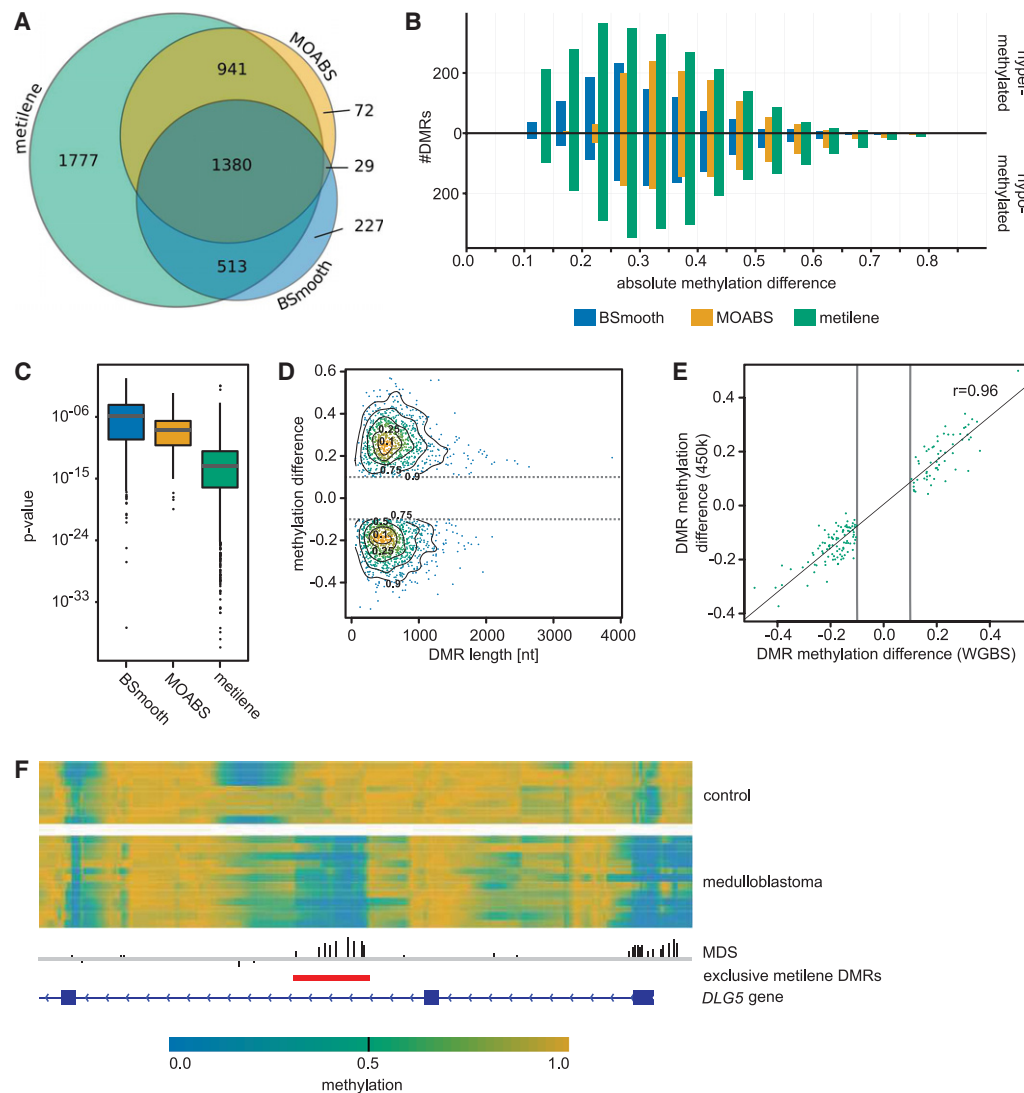 A
metilene
MOABS
BSmooth
941
72
1777
1380
29
227
513
B
#DMRs
200
0
200
0.0 0.1 0.2 0.3 0.4 0.5 0.6 0.7 0.8
absolute methylation difference
hyper-
methylated
hypo-
methylated
BSmooth MOABS metilene
C
p-value
10-06
10-15
10-24
10-33
BSmooth
MOABS
metilene
D
methylation difference
0.6
0.4
0.2
0.0
-0.2
-0.4
0.25
0.1
0.75
0.9
0.75
0.5
0.1
0.25
0.9
0 1000 2000 3000 4000
DMR length [nt]
E
r=0.96
DMR methylation
difference (450k)
0.4
0.2
0.0
-0.2
-0.4
-0.4 -0.2 0.0 0.2 0.4
DMR methylation difference (WGBS)
F
control
medulloblastoma
MDS
exclusive metilene DMRs
DLG5 gene
0.0 0.5 1.0
methylation